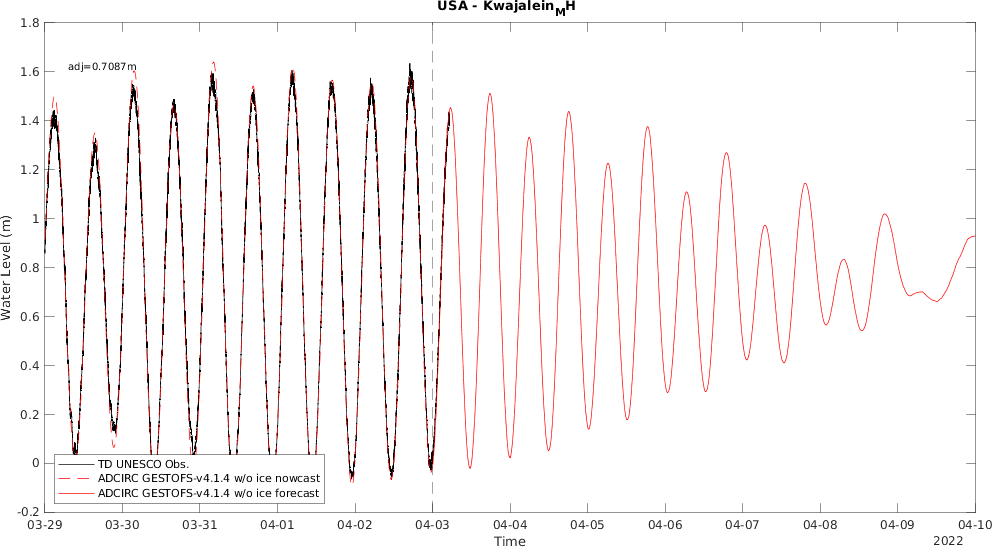 USA - Kwajalein_MH
adj=0.7087m
Water Level (m)
1.8
1.6
1.4
1.2
1
0.8
0.6
0.4
0.2
0
-0.2
TD UNESCO Obs.
ADCIRC GESTOFS-v4.1.4 w/o ice nowcast
ADCIRC GESTOFS-v4.1.4 w/o ice forecast
03-29 03-30 03-31 04-01 04-02 04-03 04-04 04-05 04-06 04-07 04-08 04-09 04-10
Time
2022